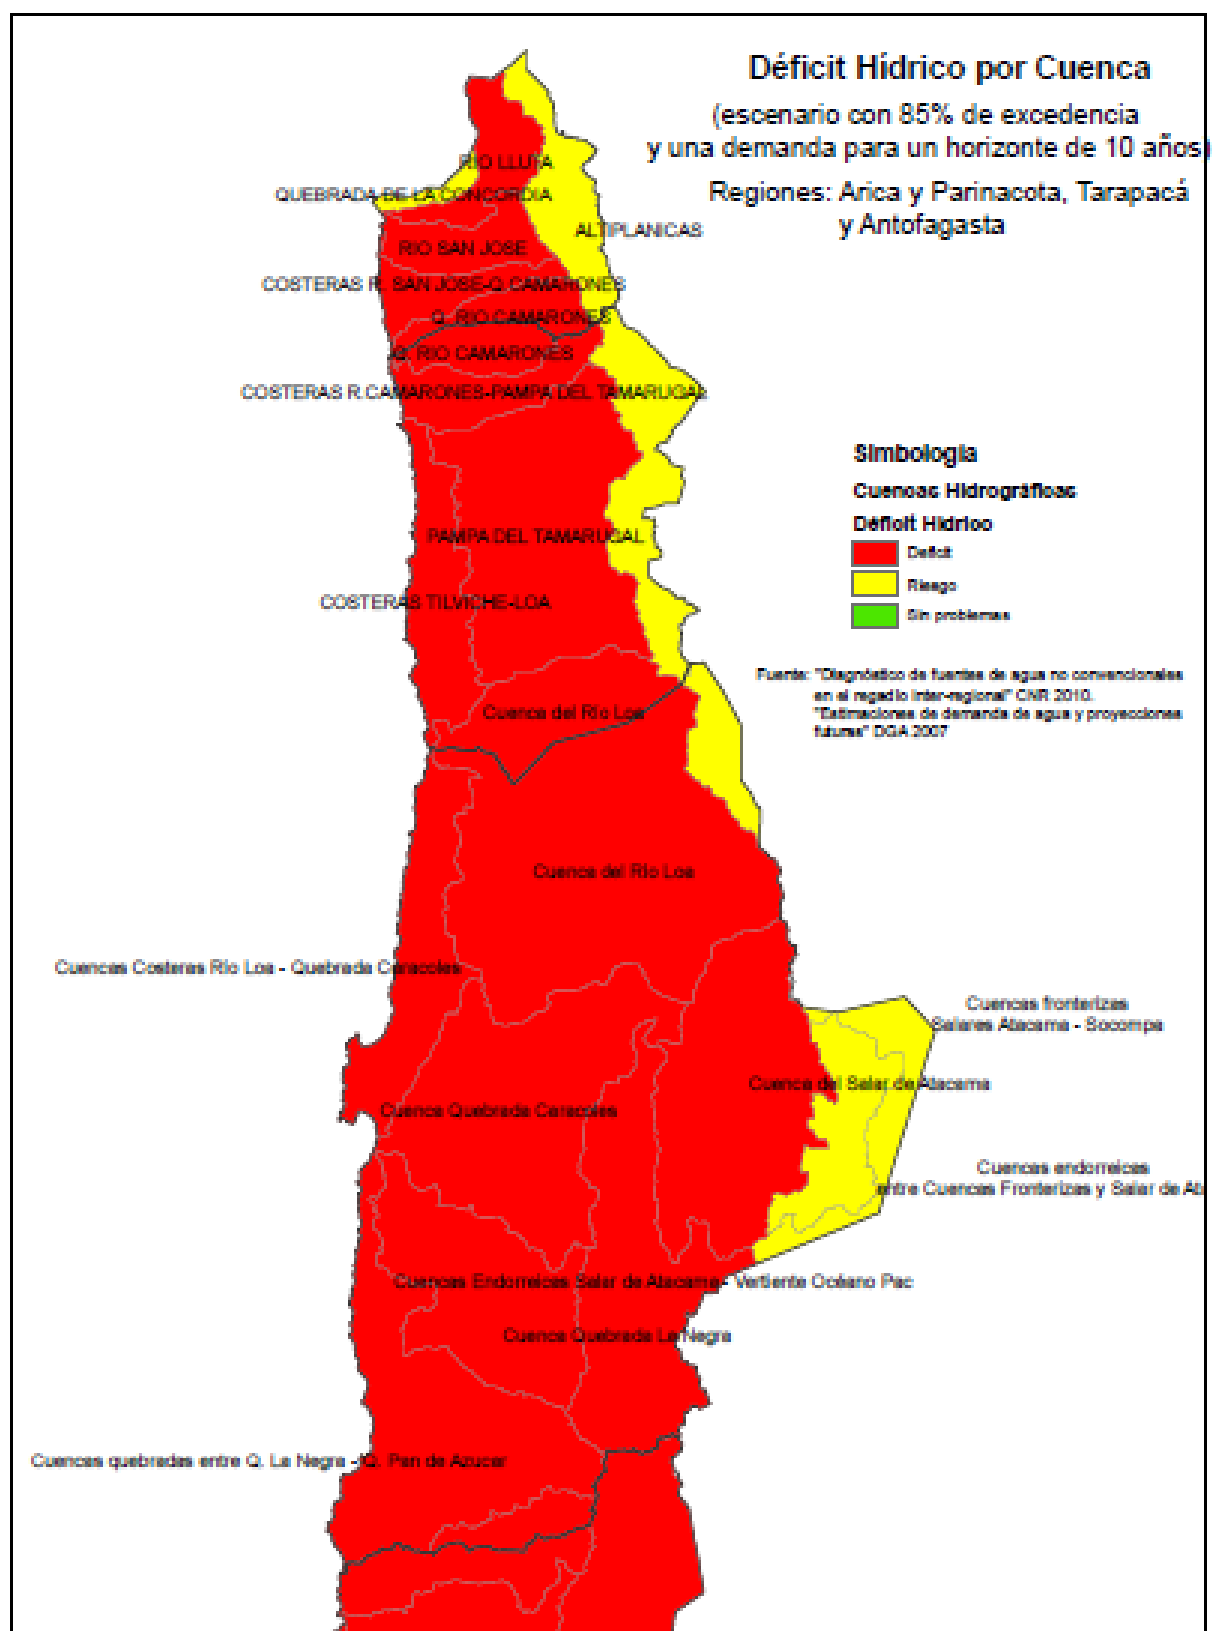 Déficit Hídrico por Cuenca
(escenario con 85% de excedencia
y una demanda para un horizonte de 10 años)
Regiones: Arica y Parinacota, Tarapacá
y Antofagasta
RIO LLUTA
QUEBRADA DE LA CONCORDIA
ALTIPLANICAS
RIO SAN JOSE
COSTERAS R. SAN JOSE-Q.CAMARONES
Q. RIO CAMARONES
Q. RIO CAMARONES
COSTERAS R.CAMARONES-PAMPA DEL TAMARUGAL
Simbología
Cuencas Hidrográficas
Déficit Hídrico
Deficit
Riesgo
Sin problemas
PAMPA DEL TAMARUGAL
COSTERAS TILVICHE-LOA
Fuente: "Diagnóstico de fuentes de agua no convencionales
en el regadío inter-regional" CNR 2010.
"Estimaciones de demanda de agua y proyecciones
futuras" DGA 2007
Cuenca del Río Loa
Cuenca del Río Loa
Cuencas Costeras Río Loa - Quebrada Caracoles
Cuencas fronterizas
Salares Atacama - Socompa
Cuenca del Salar de Atacama
Cuenca Quebrada Caracoles
Cuencas endorreicas
entre Cuencas Fronterizas y Salar de At
Cuencas Endorreicas Salar de Atacama - Vertiente Océano Pac
Cuenca Quebrada La Negra
Cuencas quebradas entre Q. La Negra - Q. Pan de Azucar